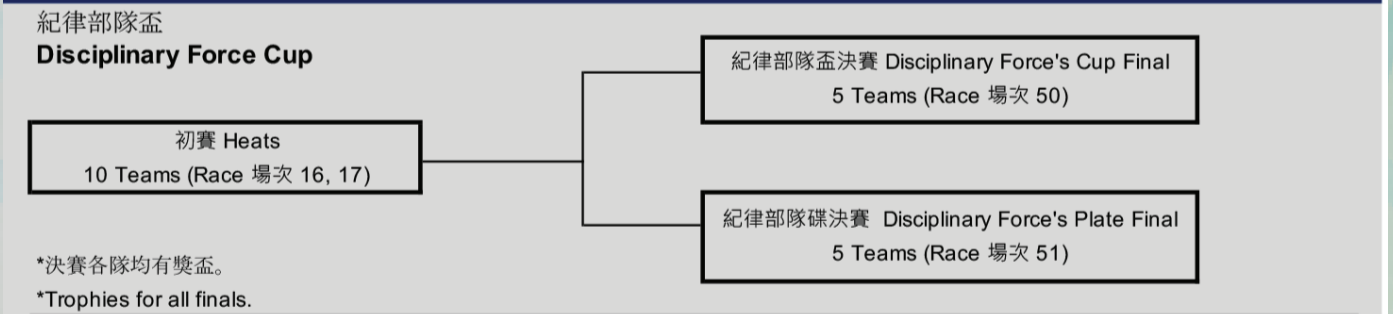 紀律部隊盃
Disciplinary Force Cup
紀律部隊盃決賽 Disciplinary Force's Cup Final
5 Teams (Race 場次 50)
初賽 Heats
10 Teams (Race 場次 16, 17)
紀律部隊碟決賽 Disciplinary Force's Plate Final
5 Teams (Race 場次 51)
*決賽各隊均有獎盃。
*Trophies for all finals.